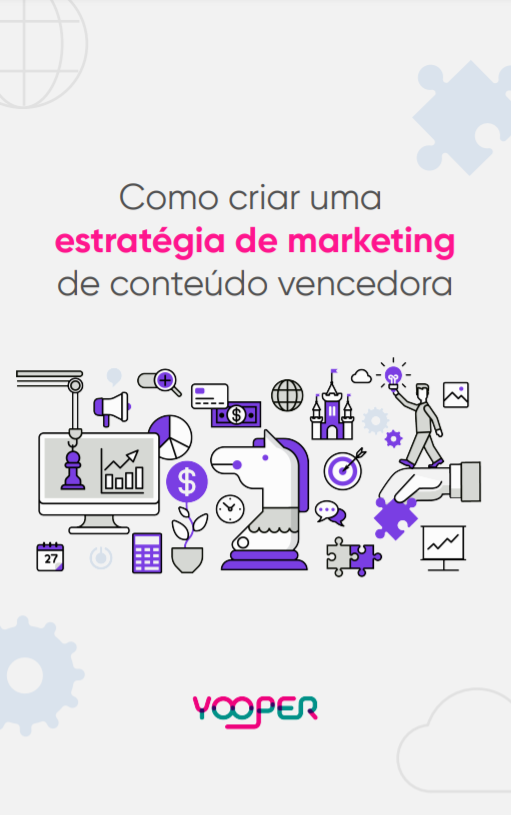 Como criar uma
estratégia de marketing
de conteúdo vencedora
$
$
27
YOOPER